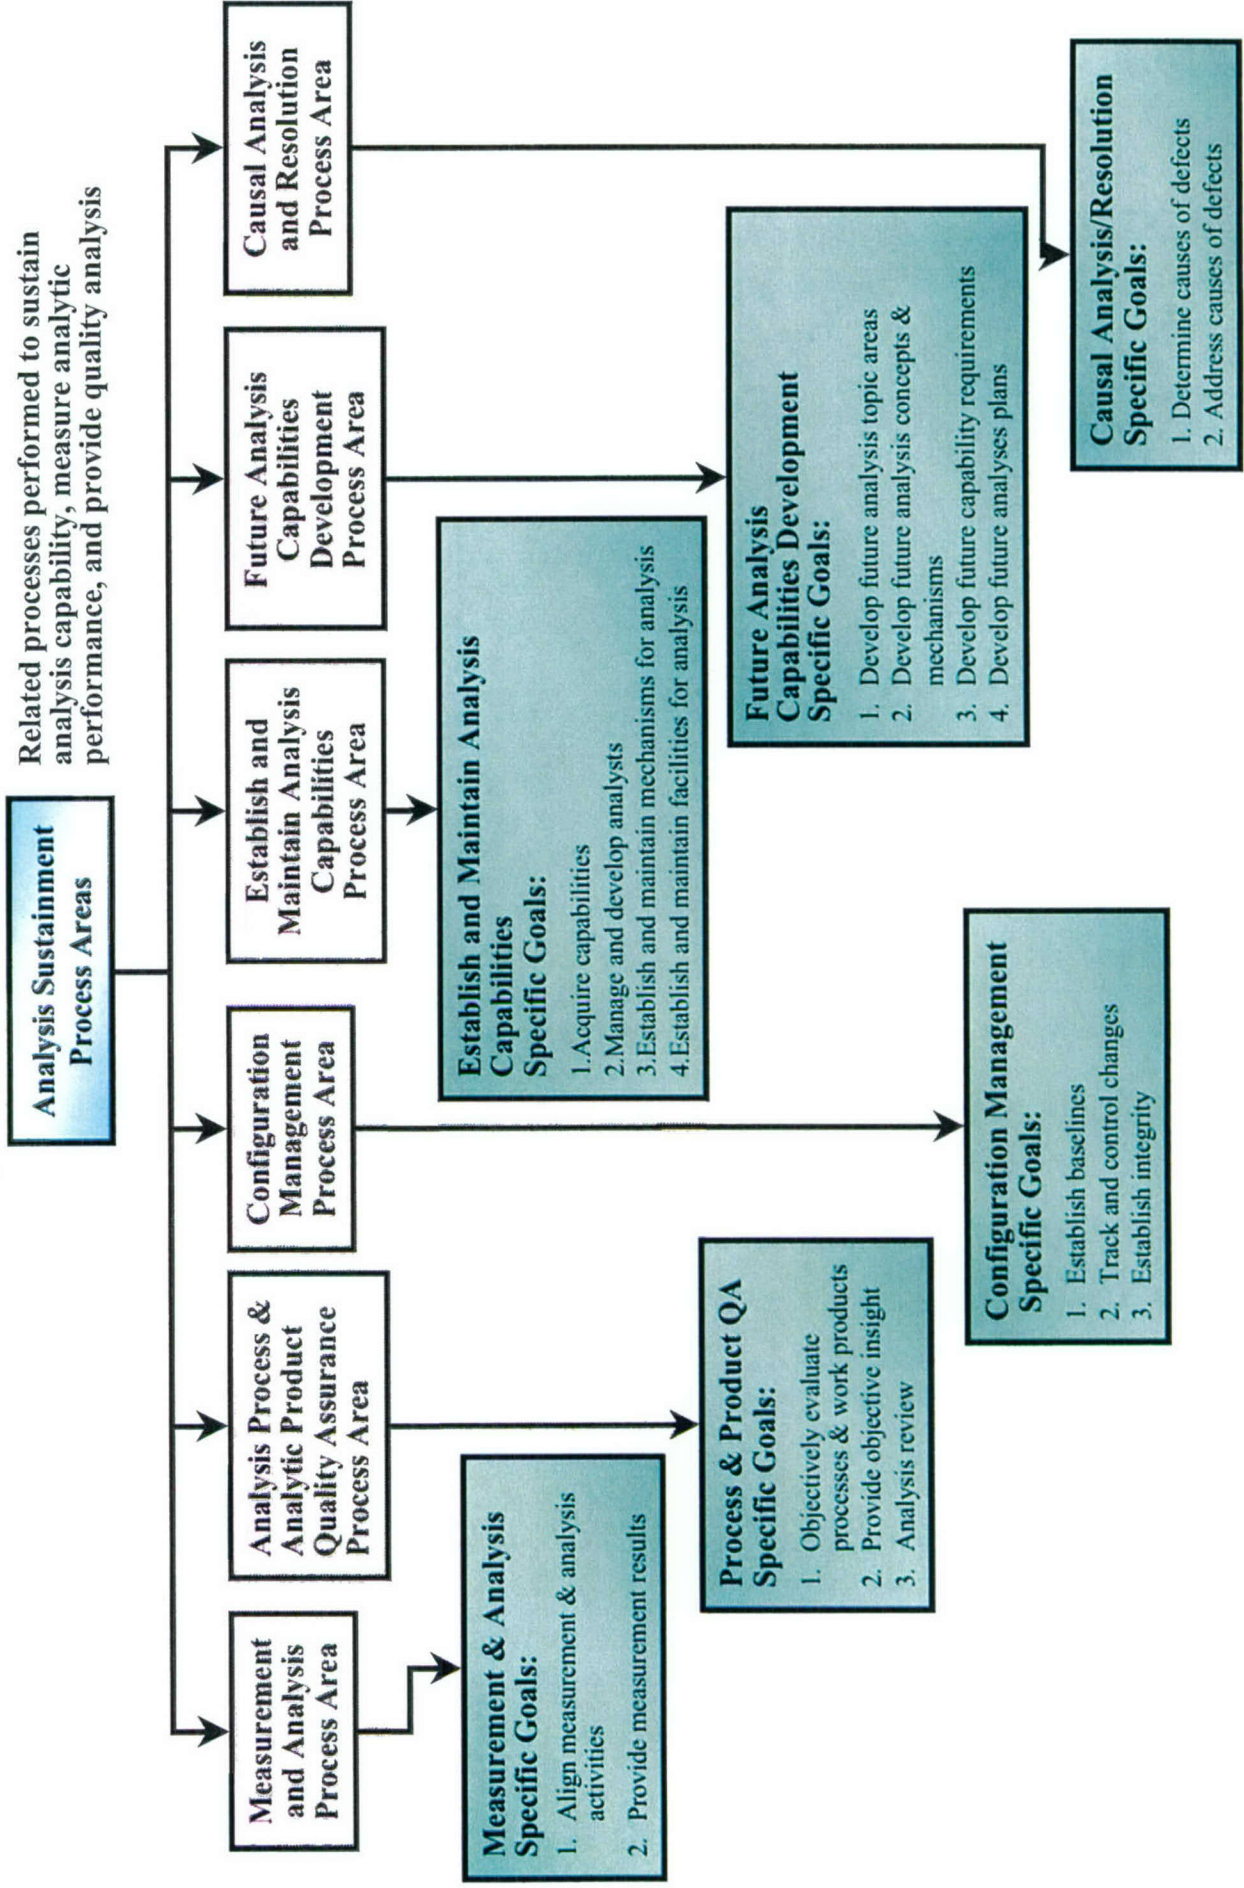 Analysis Sustainment
Process Areas
Related processes performed to sustain
analysis capability, measure analytic
performance, and provide quality analysis
Measurement
and Analysis
Process Area
Analysis Process &
Analytic Product
Quality Assurance
Process Area
Configuration
Management
Process Area
Establish and
Maintain Analysis
Capabilities
Process Area
Future Analysis
Capabilities
Development
Process Area
Causal Analysis
and Resolution
Process Area
Measurement & Analysis
Specific Goals:
1. Align measurement & analysis
activities
2. Provide measurement results
Process & Product QA
Specific Goals:
1. Objectively evaluate
processes & work products
2. Provide objective insight
3. Analysis review
Configuration Management
Specific Goals:
1. Establish baselines
2. Track and control changes
3. Establish integrity
Establish and Maintain Analysis
Capabilities
Specific Goals:
1.Acquire capabilities
2.Manage and develop analysts
3.Establish and maintain mechanisms for analysis
4.Establish and maintain facilities for analysis
Future Analysis
Capabilities Development
Specific Goals:
1. Develop future analysis topic areas
2. Develop future analysis concepts &
mechanisms
3. Develop future capability requirements
4. Develop future analyses plans
Causal Analysis/Resolution
Specific Goals:
1. Determine causes of defects
2. Address causes of defects